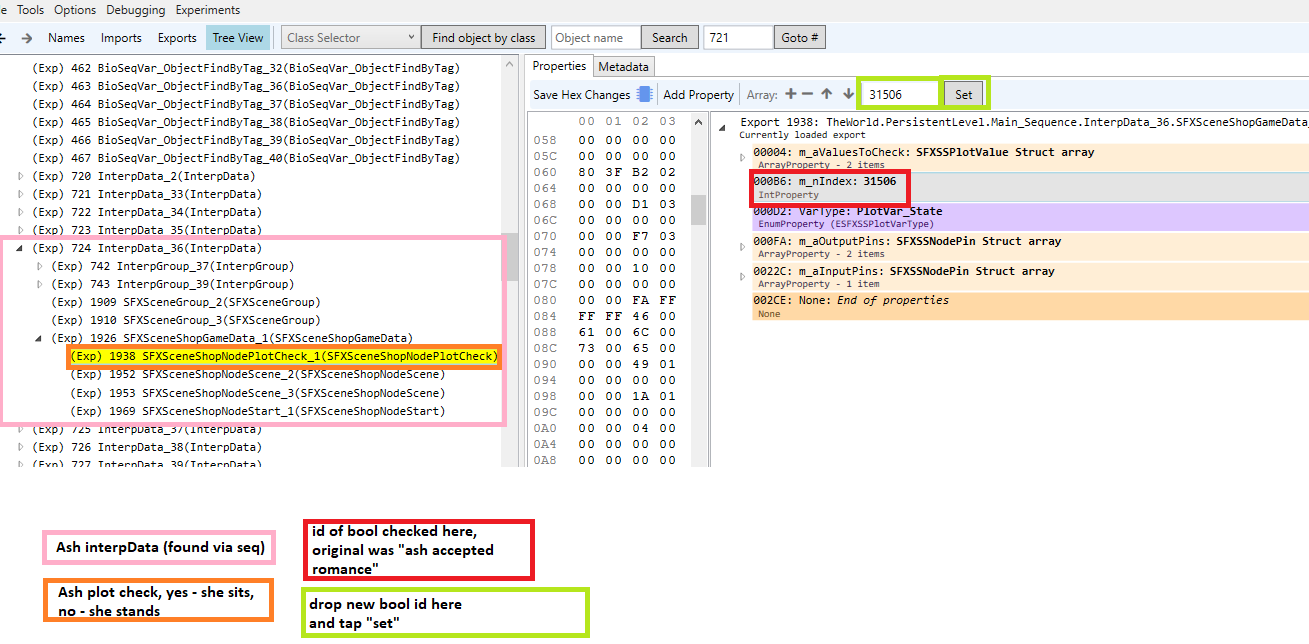 e Tools Options Debugging Experiments
Names Imports Exports Tree View Class Selector Find object by class Object name Search 721 Goto #
(Exp) 462 BioSeqVar_ObjectFindByTag_32(BioSeqVar_ObjectFindByTag)
(Exp) 463 BioSeqVar_ObjectFindByTag_36(BioSeqVar_ObjectFindByTag)
(Exp) 464 BioSeqVar_ObjectFindByTag_37(BioSeqVar_ObjectFindByTag)
(Exp) 465 BioSeqVar_ObjectFindByTag_38(BioSeqVar_ObjectFindByTag)
(Exp) 466 BioSeqVar_ObjectFindByTag_39(BioSeqVar_ObjectFindByTag)
(Exp) 467 BioSeqVar_ObjectFindByTag_40(BioSeqVar_ObjectFindByTag)
(Exp) 720 InterpData_2(InterpData)
(Exp) 721 InterpData_33(InterpData)
(Exp) 722 InterpData_34(InterpData)
(Exp) 723 InterpData_35(InterpData)
(Exp) 724 InterpData_36(InterpData)
(Exp) 742 InterpGroup_37(InterpGroup)
(Exp) 743 InterpGroup_39(InterpGroup)
(Exp) 1909 SFXSceneGroup_2(SFXSceneGroup)
(Exp) 1910 SFXSceneGroup_3(SFXSceneGroup)
(Exp) 1926 SFXSceneShopGameData_1(SFXSceneShopGameData)
(Exp) 1938 SFXSceneShopNodePlotCheck_1(SFXSceneShopNodePlotCheck)
(Exp) 1952 SFXSceneShopNodeScene_2(SFXSceneShopNodeScene)
(Exp) 1953 SFXSceneShopNodeScene_3(SFXSceneShopNodeScene)
(Exp) 1969 SFXSceneShopNodeStart_1(SFXSceneShopNodeStart)
(Exp) 725 InterpData_37(InterpData)
(Exp) 726 InterpData_38(InterpData)
(Exp) 727 InterpData_39(InterpData)
Properties Metadata
Save Hex Changes Add Property Array: 31506 Set
00 01 02 03
058 00 00 00 00
05C 00 00 00 00
060 80 3F B2 02
064 00 00 00 00
068 00 00 D1 03
06C 00 00 00 00
070 00 00 F7 03
074 00 00 00 00
078 00 00 10 00
07C 00 00 00 00
080 00 00 FA FF
084 FF FF 46 00
088 61 00 6C 00
08C 73 00 65 00
090 00 00 49 01
094 00 00 00 00
098 00 00 1A 01
09C 00 00 00 00
0A0 00 00 04 00
0A4 00 00 00 00
0A8 00 00 00 00
Export 1938: TheWorld.PersistentLevel.Main_Sequence.InterpData_36.SFXSceneShopGameData_
Currently loaded export
00004: m_aValuesToCheck: SFXSSPlotValue Struct array
ArrayProperty - 2 items
000B6: m_nIndex: 31506
IntProperty
000D2: VarType: PlotVar_State
EnumProperty (ESFXSSPlotVarType)
000FA: m_aOutputPins: SFXSSNodePin Struct array
ArrayProperty - 2 items
0022C: m_aInputPins: SFXSSNodePin Struct array
ArrayProperty - 1 item
002CE: None: End of properties
None
Ash interpData (found via seq)
Ash plot check, yes - she sits,
no - she stands
id of bool checked here,
original was "ash accepted
romance"
drop new bool id here
and tap "set"